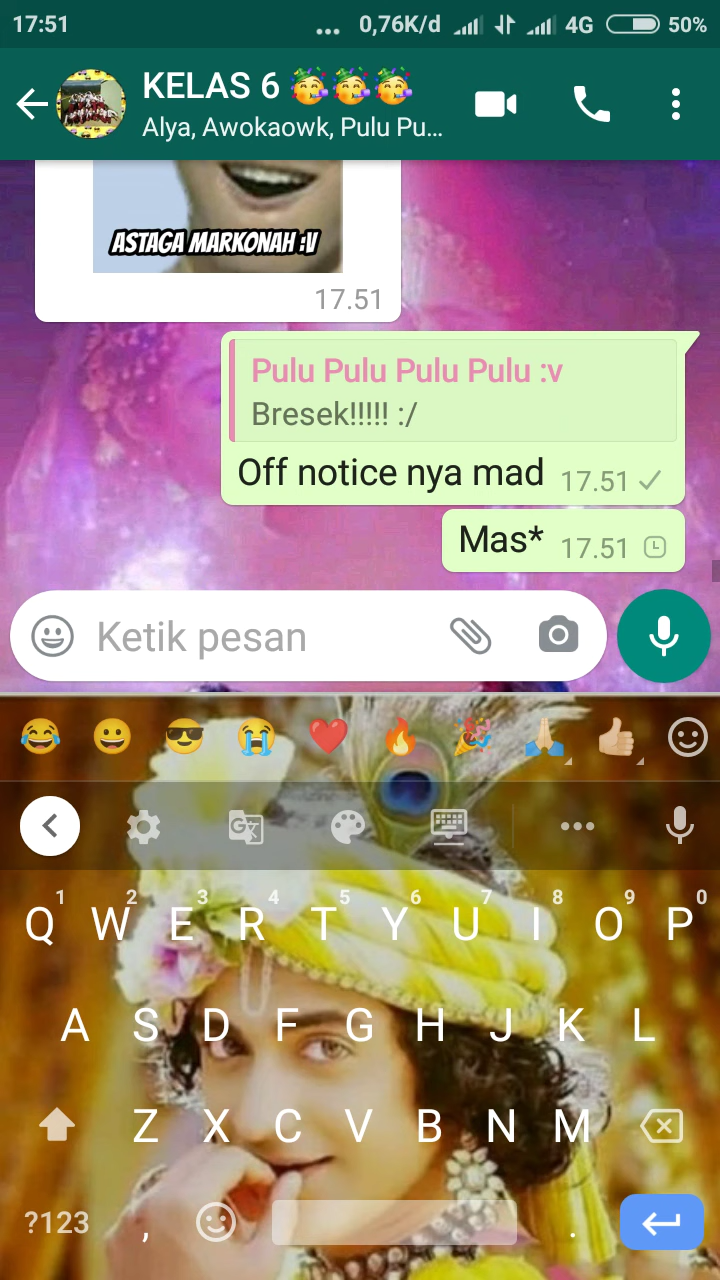 17:51 ... 0,76K/d 4G 50%
KELAS 6 🥳🥳🥳
Alya, Awokaowk, Pulu Pu...
ASTAGA MARKONAH :V
17.51
Pulu Pulu Pulu Pulu :v
Bresek!!!!! :/
Off notice nya mad 17.51
Mas* 17.51
Ketik pesan
1 2 3 4 5 6 7 8 9 0
Q W E R T Y U I O P
A S D F G H J K L
Z X C V B N M
?123 , .